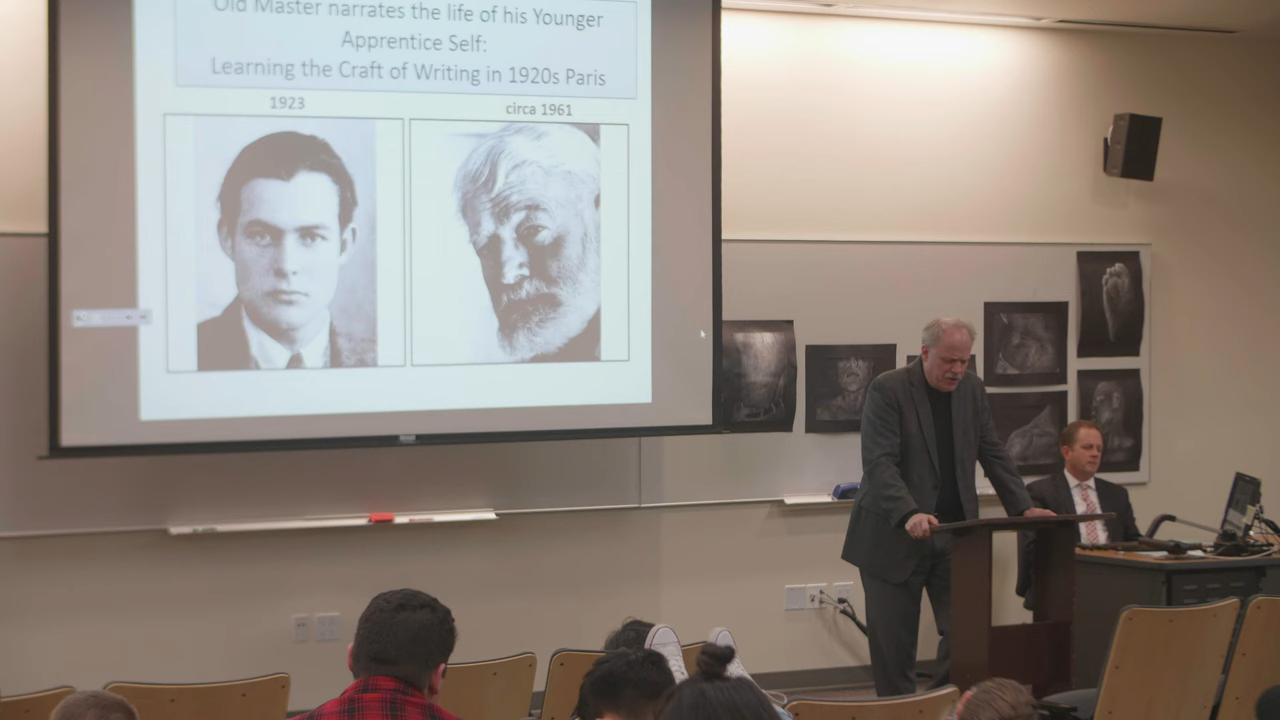 Old Master narrates the life of his Younger
Apprentice Self:
Learning the Craft of Writing in 1920s Paris
1923
circa 1961